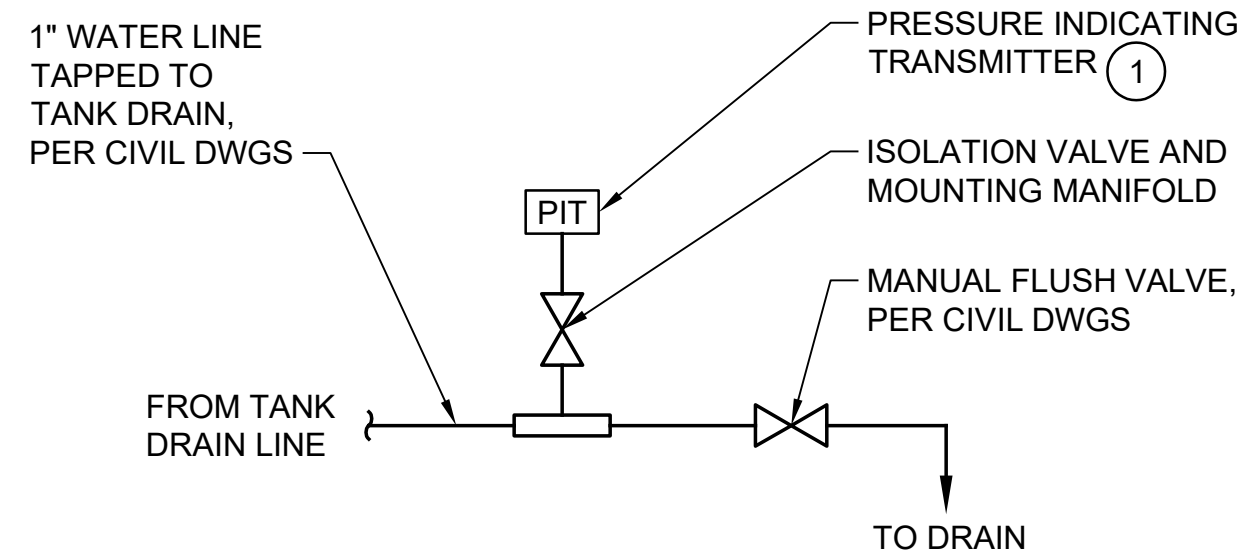 1" WATER LINE
TAPPED TO
TANK DRAIN,
PER CIVIL DWGS
PRESSURE INDICATING
TRANSMITTER 1
ISOLATION VALVE AND
MOUNTING MANIFOLD
PIT
MANUAL FLUSH VALVE,
PER CIVIL DWGS
FROM TANK
DRAIN LINE
TO DRAIN